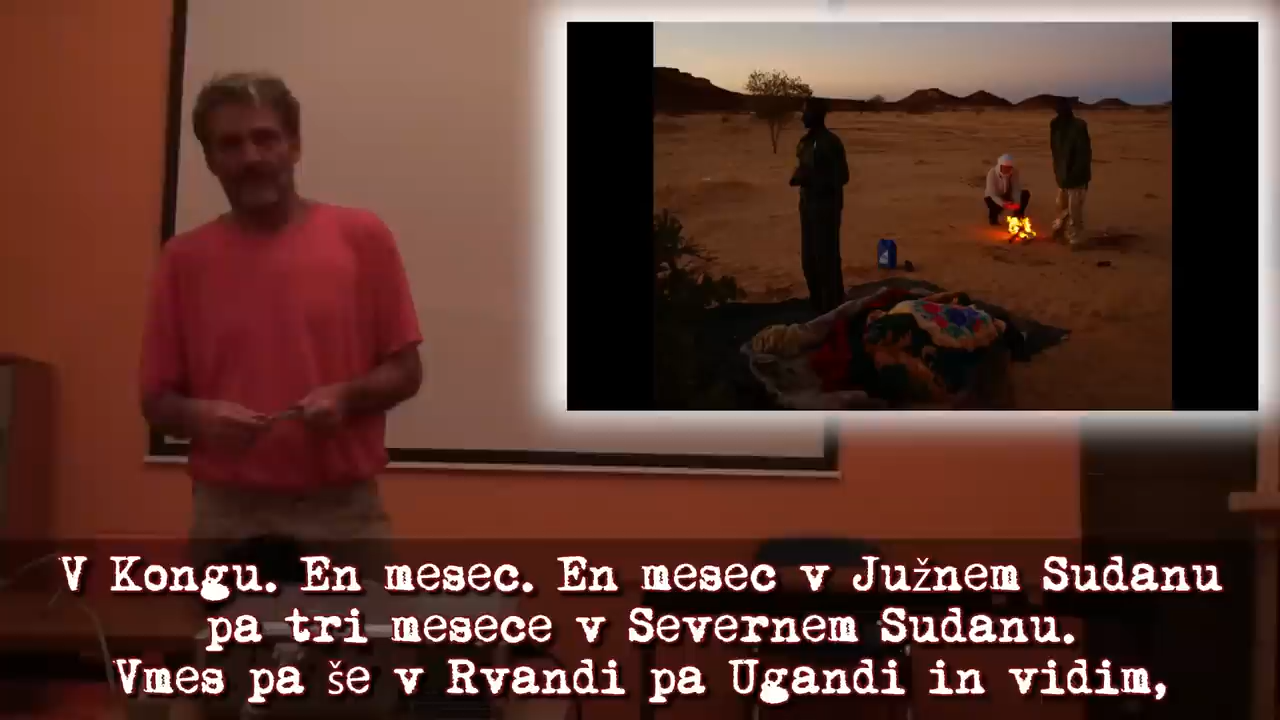 V Kongu. En mesec. En mesec v Južnem Sudanu
pa tri mesece v Severnem Sudanu.
Vmes pa še v Rvandi pa Ugandi in vidim,